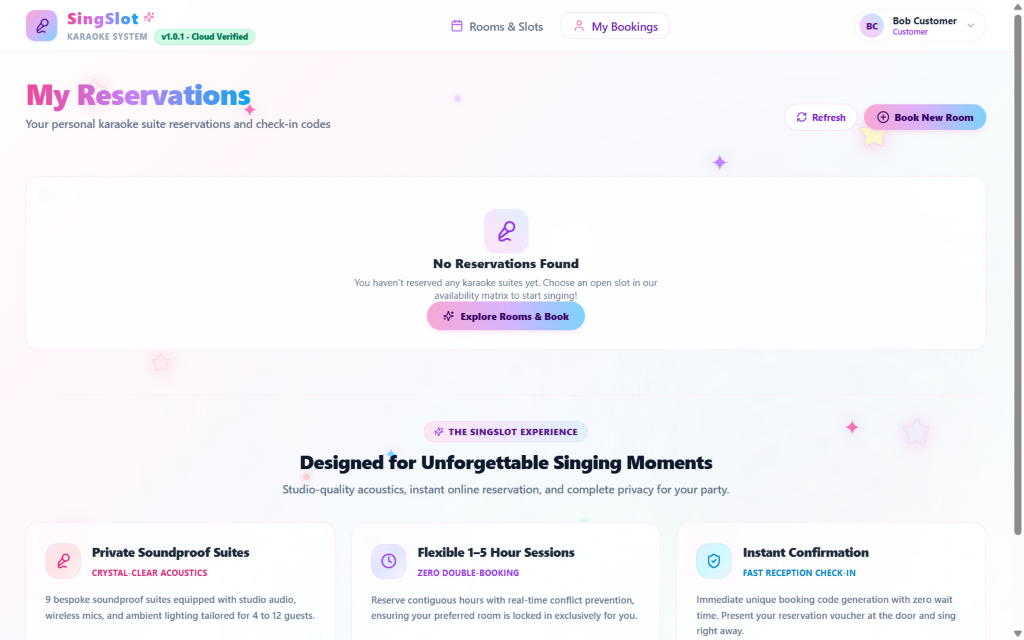 SingSlot
KARAOKE SYSTEM
v1.0.1 - Cloud Verified
Rooms & Slots
My Bookings
BC
Bob Customer
Customer
My Reservations
Your personal karaoke suite reservations and check-in codes
Refresh
Book New Room
No Reservations Found
You haven't reserved any karaoke suites yet. Choose an open slot in our
availability matrix to start singing!
Explore Rooms & Book
THE SINGSLOT EXPERIENCE
Designed for Unforgettable Singing Moments
Studio-quality acoustics, instant online reservation, and complete privacy for your party.
Private Soundproof Suites
CRYSTAL-CLEAR ACOUSTICS
9 bespoke soundproof suites equipped with studio audio,
wireless mics, and ambient lighting tailored for 4 to 12 guests.
Flexible 1–5 Hour Sessions
ZERO DOUBLE-BOOKING
Reserve contiguous hours with real-time conflict prevention,
ensuring your preferred room is locked in exclusively for you.
Instant Confirmation
FAST RECEPTION CHECK-IN
Immediate unique booking code generation with zero wait
time. Present your reservation voucher at the door and sing
right away.